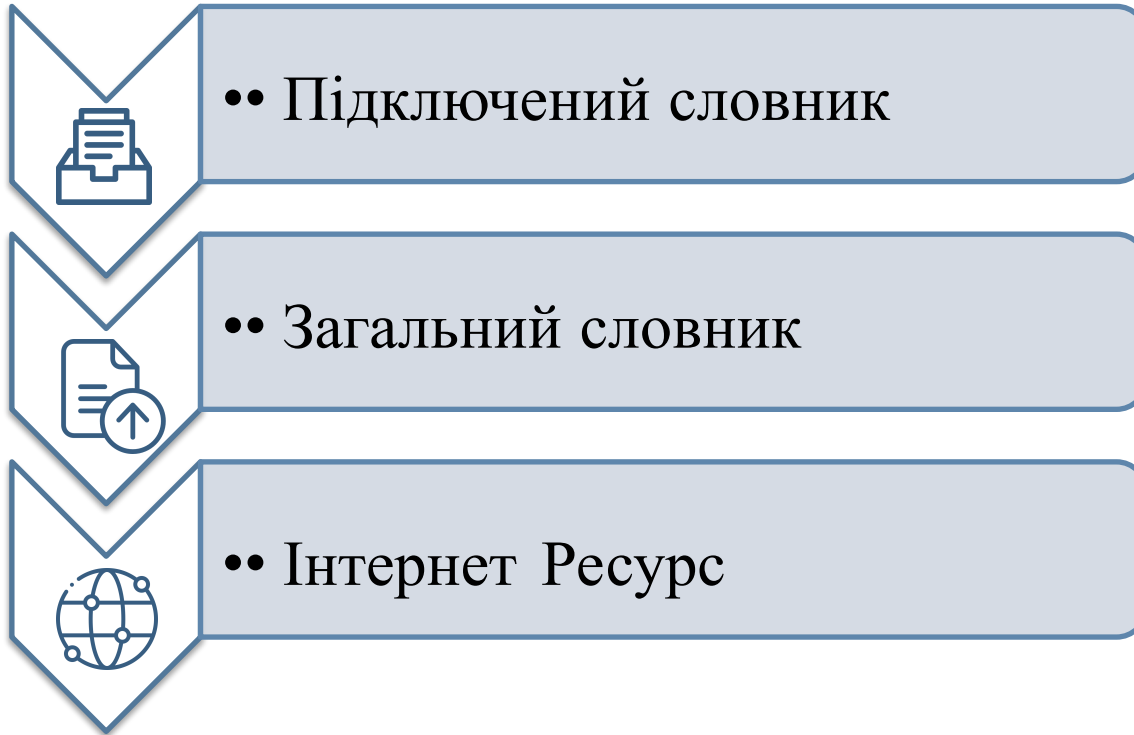 •• Підключений словник
•• Загальний словник
•• Інтернет Ресурс